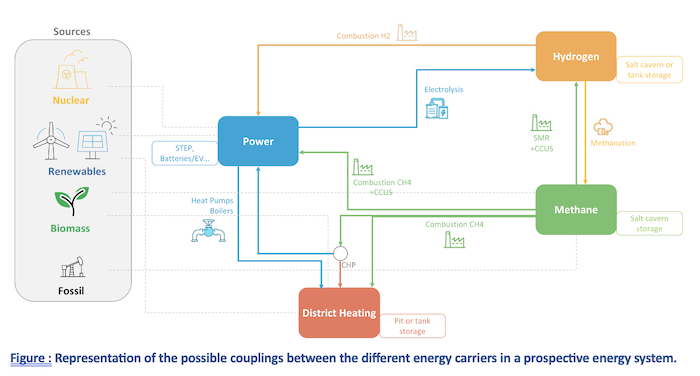 Sources
Nuclear
Renewables
Biomass
Fossil
Combustion H2
Hydrogen
Salt cavern or
tank storage
Electrolysis
Power
STEP,
Batteries/EV...
SMR
+CCUS
Methanation
Combustion CH4
+CCUS
Methane
Salt cavern
storage
Heat Pumps
Boilers
Combustion CH4
CHP
District Heating
Pit or tank
storage
Figure : Representation of the possible couplings between the different energy carriers in a prospective energy system.